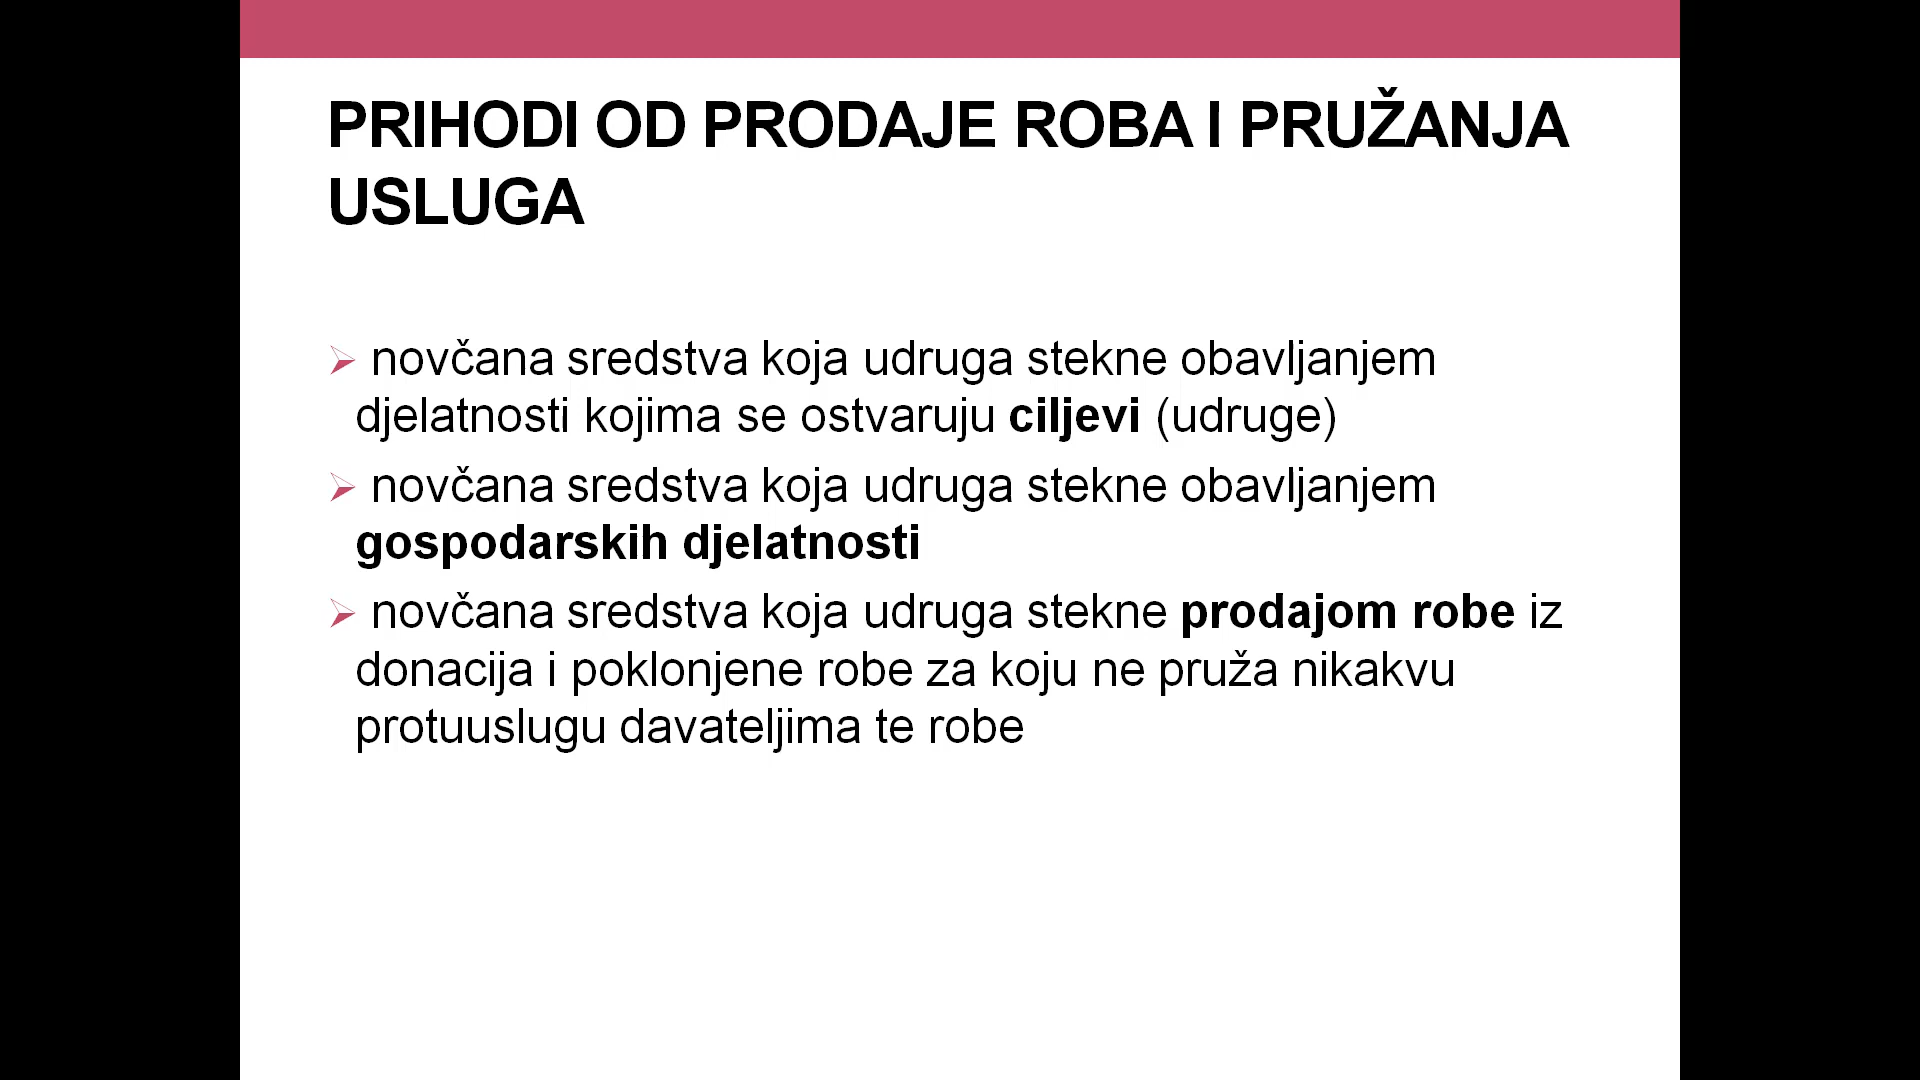 PRIHODI OD PRODAJE ROBA I PRUŽANJA
USLUGA
novčana sredstva koja udruga stekne obavljanjem
djelatnosti kojima se ostvaruju ciljevi (udruge)
novčana sredstva koja udruga stekne obavljanjem
gospodarskih djelatnosti
novčana sredstva koja udruga stekne prodajom robe iz
donacija i poklonjene robe za koju ne pruža nikakvu
protuuslugu davateljima te robe